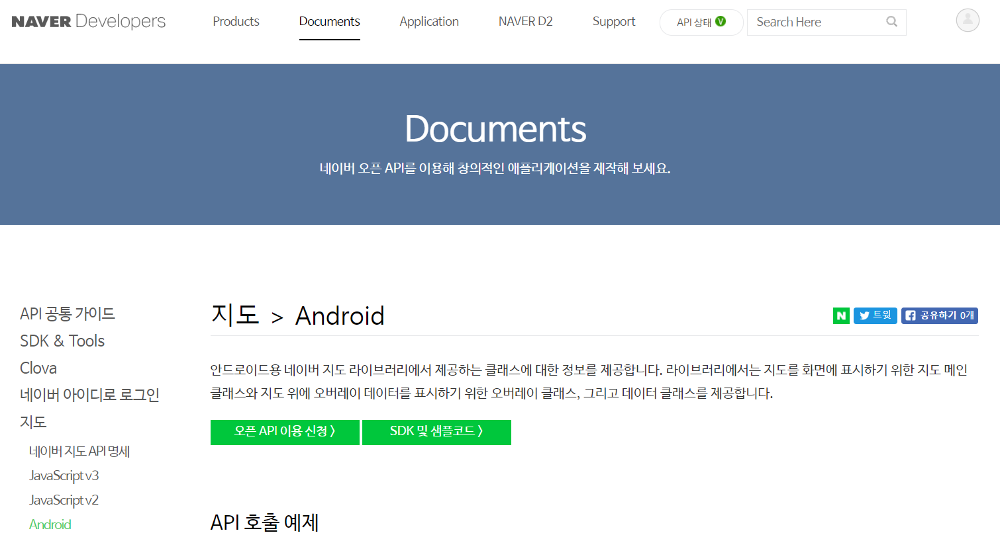 NAVER Developers
Products
Documents
Application
NAVER D2
Support
API 상태 V
Search Here
Documents
네이버 오픈 API를 이용해 창의적인 애플리케이션을 제작해 보세요.
API 공통 가이드
SDK & Tools
Clova
네이버 아이디로 로그인
지도
네이버 지도 API 명세
JavaScript v3
JavaScript v2
Android
지도 > Android
N
트윗
공유하기 0개
안드로이드용 네이버 지도 라이브러리에서 제공하는 클래스에 대한 정보를 제공합니다. 라이브러리에서는 지도를 화면에 표시하기 위한 지도 메인
클래스와 지도 위에 오버레이 데이터를 표시하기 위한 오버레이 클래스, 그리고 데이터 클래스를 제공합니다.
오픈 API 이용 신청 〉
SDK 및 샘플코드 〉
API 호출 예제